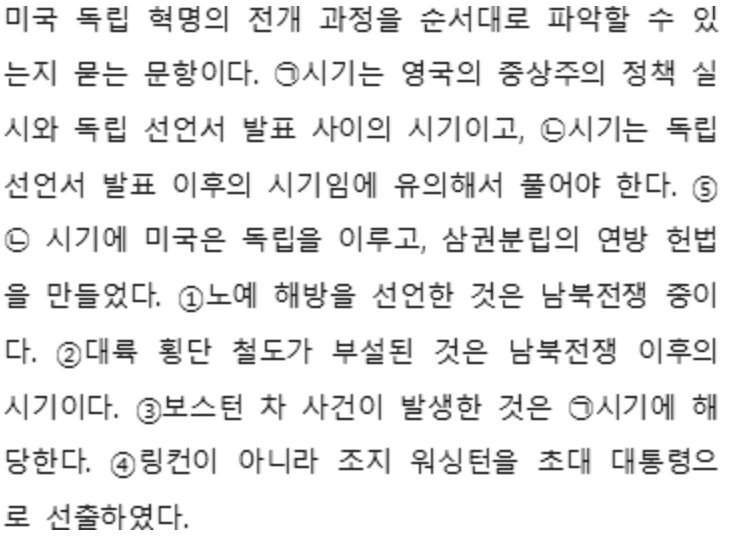 미국 독립 혁명의 전개 과정을 순서대로 파악할 수 있
는지 묻는 문항이다. ㉠시기는 영국의 중상주의 정책 실
시와 독립 선언서 발표 사이의 시기이고, ㉡시기는 독립
선언서 발표 이후의 시기임에 유의해서 풀어야 한다. ⑤
㉡ 시기에 미국은 독립을 이루고, 삼권분립의 연방 헌법
을 만들었다. ①노예 해방을 선언한 것은 남북전쟁 중이
다. ②대륙 횡단 철도가 부설된 것은 남북전쟁 이후의
시기이다. ③보스턴 차 사건이 발생한 것은 ㉠시기에 해
당한다. ④링컨이 아니라 조지 워싱턴을 초대 대통령으
로 선출하였다.